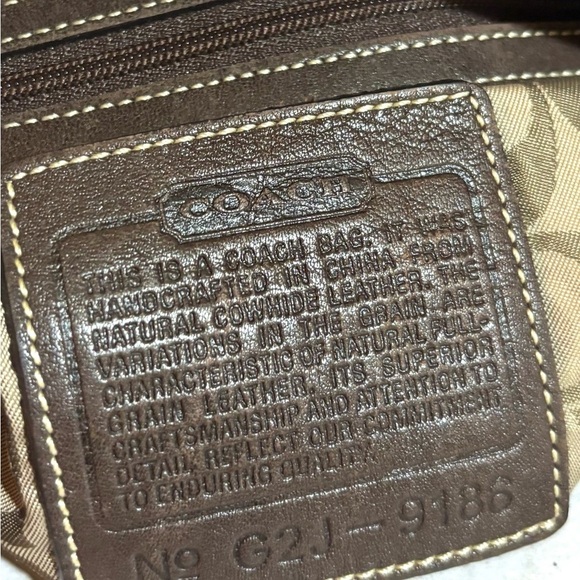 COACH
THIS IS A COACH BAG. IT WAS
HANDCRAFTED IN CHINA FROM
NATURAL COWHIDE LEATHER. THE
VARIATIONS IN THE GRAIN ARE
CHARACTERISTIC OF NATURAL FULL-
GRAIN LEATHER. ITS SUPERIOR
CRAFTSMANSHIP AND ATTENTION TO
DETAIL REFLECT OUR COMMITMENT
TO ENDURING QUALITY.
No G2J-9186